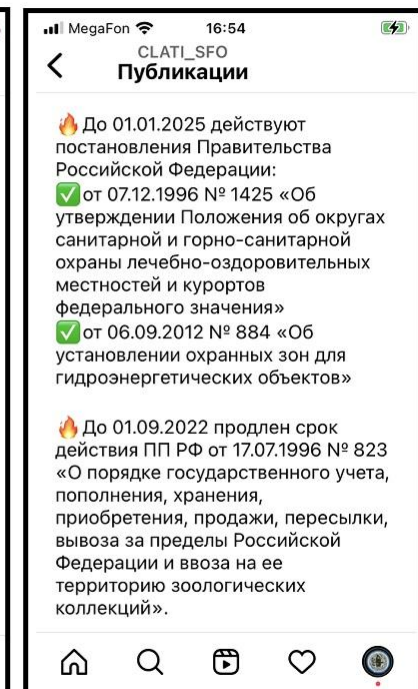 MegaFon 16:54
CLATI_SFO
Публикации
🔥 До 01.01.2025 действуют
постановления Правительства
Российской Федерации:
✅ от 07.12.1996 № 1425 «Об
утверждении Положения об округах
санитарной и горно-санитарной
охраны лечебно-оздоровительных
местностей и курортов
федерального значения»
✅ от 06.09.2012 № 884 «Об
установлении охранных зон для
гидроэнергетических объектов»
🔥 До 01.09.2022 продлен срок
действия ПП РФ от 17.07.1996 № 823
«О порядке государственного учета,
пополнения, хранения,
приобретения, продажи, пересылки,
вывоза за пределы Российской
Федерации и ввоза на ее
территорию зоологических
коллекций».